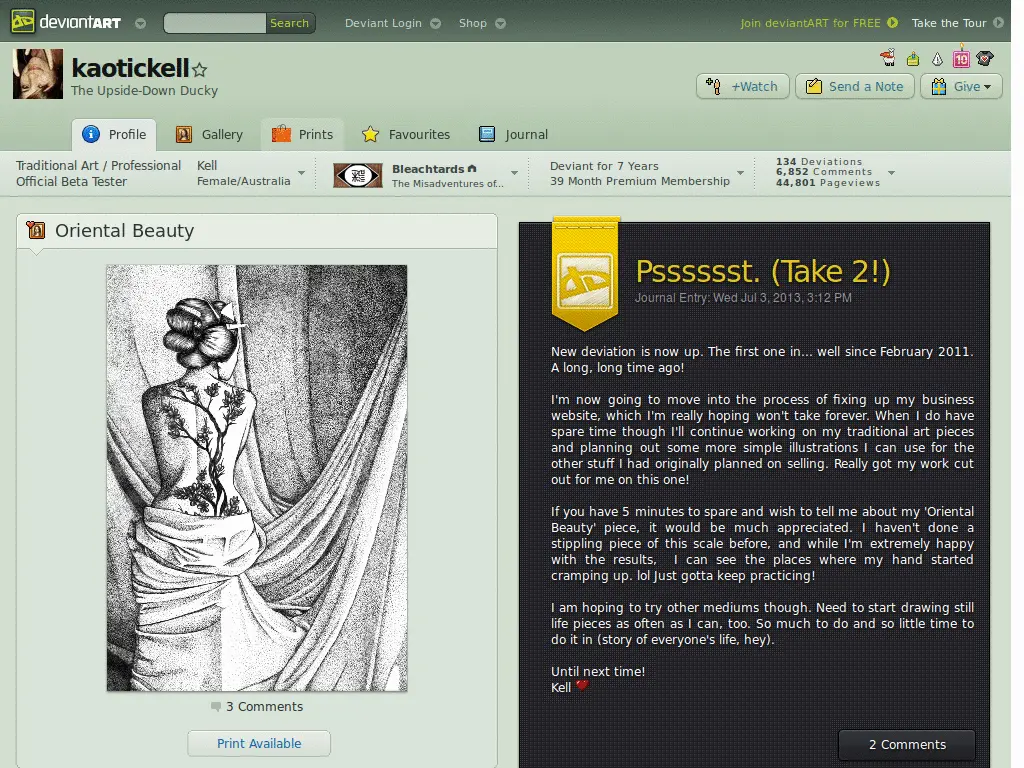 deviantART
Search
Deviant Login
Shop
Join deviantART for FREE
Take the Tour
kaotickell
The Upside-Down Ducky
10
+Watch
Send a Note
Give
Profile
Gallery
Prints
Favourites
Journal
Traditional Art / Professional
Official Beta Tester
Kell
Female/Australia
Bleachtards
The Misadventures of...
Deviant for 7 Years
39 Month Premium Membership
134 Deviations
6,852 Comments
44,801 Pageviews
Oriental Beauty
3 Comments
Print Available
Psssssst. (Take 2!)
Journal Entry: Wed Jul 3, 2013, 3:12 PM
New deviation is now up. The first one in... well since February 2011.
A long, long time ago!
I'm now going to move into the process of fixing up my business
website, which I'm really hoping won't take forever. When I do have
spare time though I'll continue working on my traditional art pieces
and planning out some more simple illustrations I can use for the
other stuff I had originally planned on selling. Really got my work cut
out for me on this one!
If you have 5 minutes to spare and wish to tell me about my 'Oriental
Beauty' piece, it would be much appreciated. I haven't done a
stippling piece of this scale before, and while I'm extremely happy
with the results, I can see the places where my hand started
cramping up. lol Just gotta keep practicing!
I am hoping to try other mediums though. Need to start drawing still
life pieces as often as I can, too. So much to do and so little time to
do it in (story of everyone's life, hey).
Until next time!
Kell
2 Comments